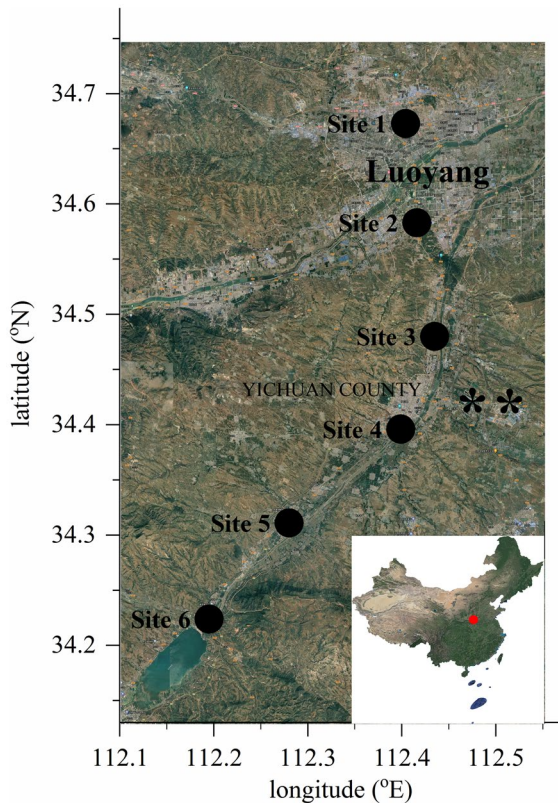 34.7
Site 1
Luoyang
34.6
Site 2
34.5
Site 3
latitude (°N)
YICHUAN COUNTY
34.4
Site 4
* *
34.3
Site 5
Site 6
34.2
112.1 112.2 112.3 112.4 112.5
longitude (°E)